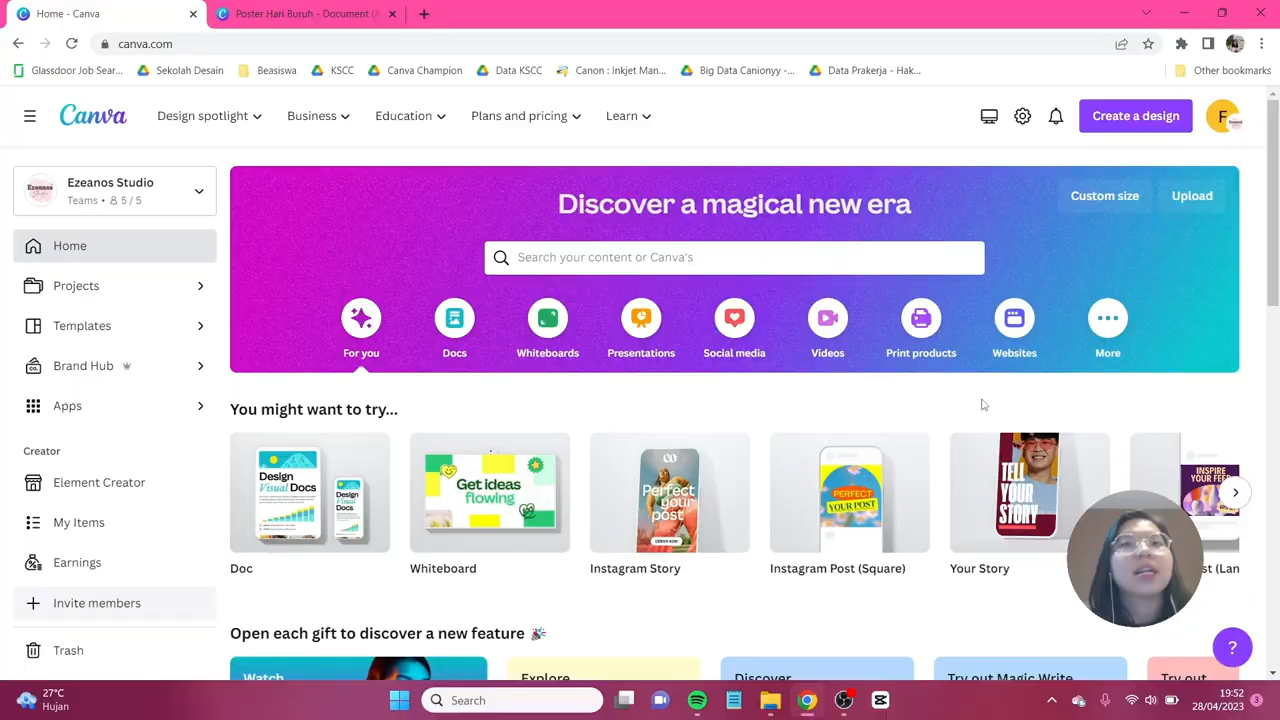 Home - Canva
Poster Hari Buruh - Document (
canva.com
Glassdoor Job Sear...
Sekolah Desain
Beasiswa
KSCC
Canva Champion
Data KSCC
Canon : Inkjet Man...
Big Data Canionyy -...
Data Prakerja - Hak...
Other bookmarks
Canva
Design spotlight
Business
Education
Plans and pricing
Learn
Create a design
F
Ezeanos Studio
Teams • 5 / 5
Home
Projects
Templates
Brand Hub
Apps
Creator
Element Creator
My Items
Earnings
Invite members
Trash
Discover a magical new era
Custom size
Upload
Search your content or Canva's
For you
Docs
Whiteboards
Presentations
Social media
Videos
Print products
Websites
More
You might want to try...
Design
Visual Docs
Design
Visual Docs
Get ideas
flowing
Perfect
your
post
PERFECT
YOUR POST
TELL
YOUR
STORY
INSPIRE
YOUR FEED
Doc
Whiteboard
Instagram Story
Instagram Post (Square)
Your Story
st (Lan
Open each gift to discover a new feature
Watch
Explore
Discover
Try out Magic Write
Try out
?
27°C
Hujan
Search
19:52
28/04/2023